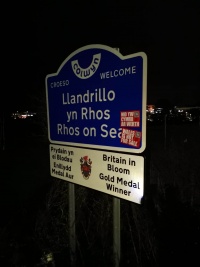 COLWYN
CROESO
WELCOME
Llandrillo
yn Rhos
Rhos on Sea
Prydain yn
ei Blodau
Enillydd
Medal Aur
Britain in
Bloom
Gold Medal
Winner